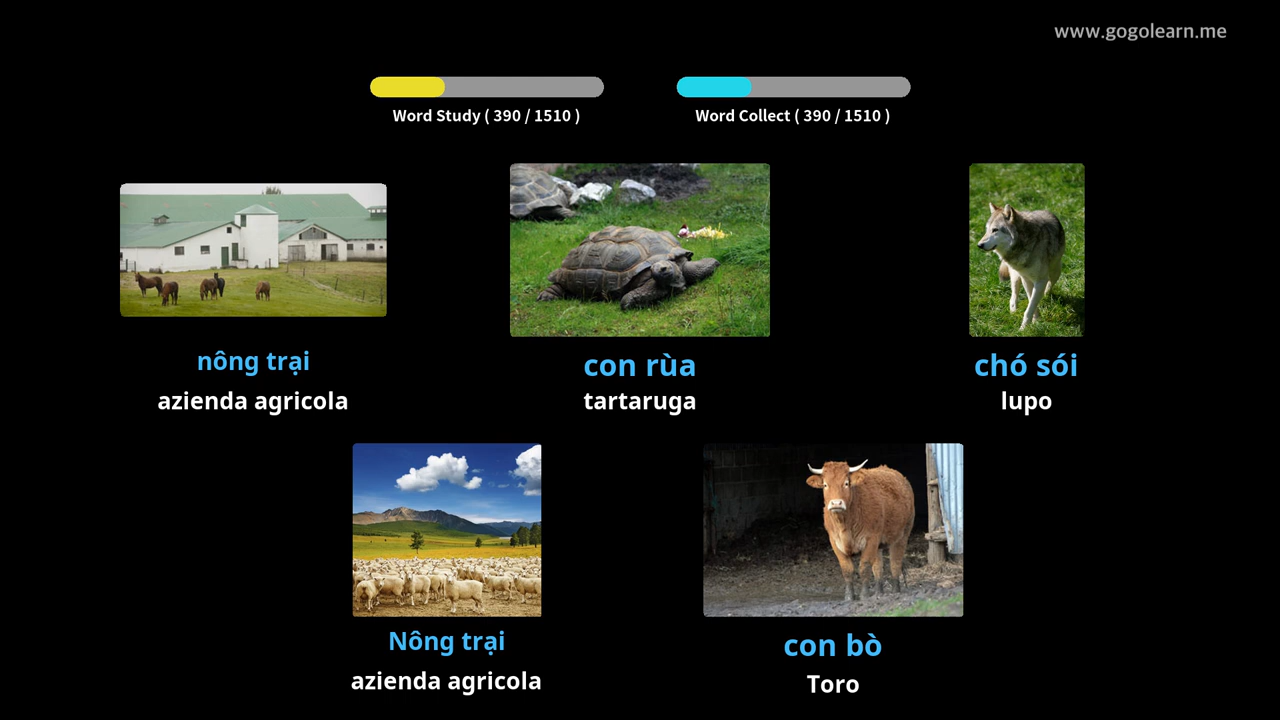 www.gogolearn.me
Word Study ( 390 / 1510 )
Word Collect ( 390 / 1510 )
nông trại
azienda agricola
con rùa
tartaruga
chó sói
lupo
Nông trại
azienda agricola
con bò
Toro